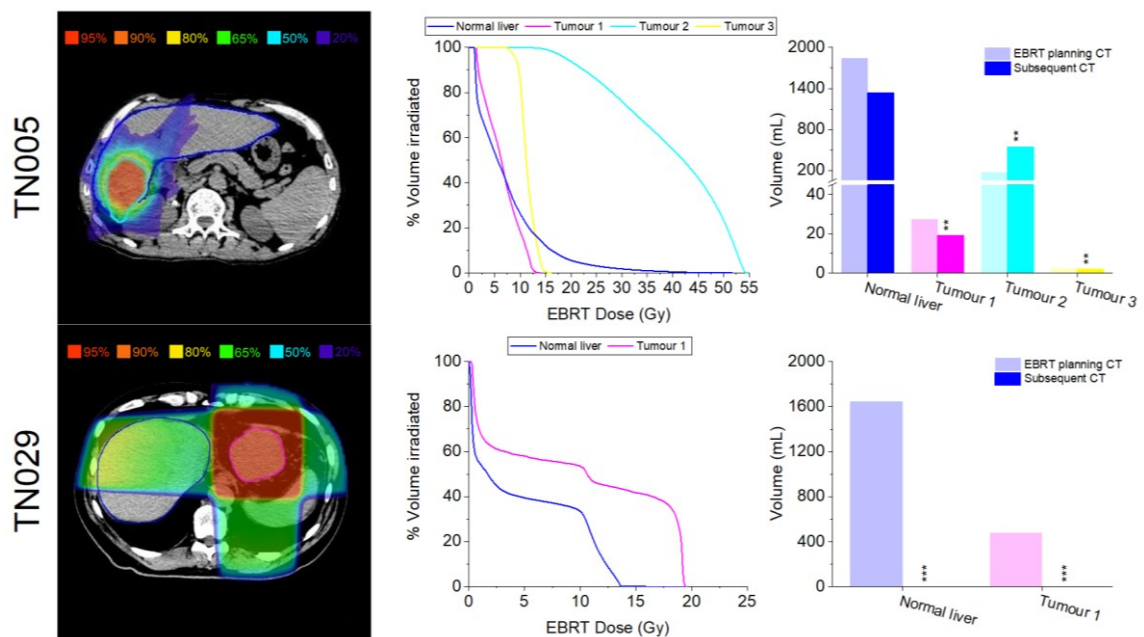 TN005
95% 90% 80% 65% 50% 20%
Normal liver Tumour 1 Tumour 2 Tumour 3
% Volume irradiated
100
80
60
40
20
0
0 5 10 15 20 25 30 35 40 45 50 55
EBRT Dose (Gy)
EBRT planning CT
Subsequent CT
Volume (mL)
2000
1400
800
200
40
20
0
**
**
**
Normal liver Tumour 1 Tumour 2 Tumour 3
TN029
95% 90% 80% 65% 50% 20%
Normal liver Tumour 1
% Volume irradiated
100
80
60
40
20
0
0 5 10 15 20 25
EBRT Dose (Gy)
EBRT planning CT
Subsequent CT
Volume (mL)
2000
1600
1200
800
400
0
***
***
Normal liver Tumour 1